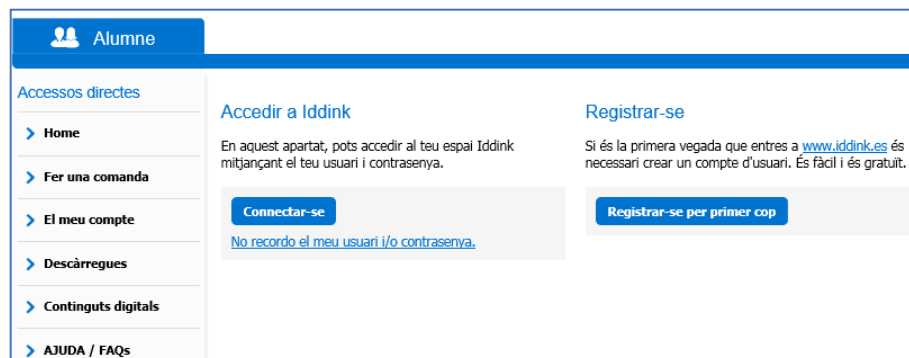 Alumne
Accessos directes
Home
Fer una comanda
El meu compte
Descàrregues
Continguts digitals
AJUDA / FAQs
Accedir a Iddink
En aquest apartat, pots accedir al teu espai Iddink
mitjançant el teu usuari i contrasenya.
Connectar-se
No recordo el meu usuari i/o contrasenya.
Registrar-se
Si és la primera vegada que entres a www.iddink.es és
necessari crear un compte d'usuari. És fàcil i és gratuït.
Registrar-se per primer cop